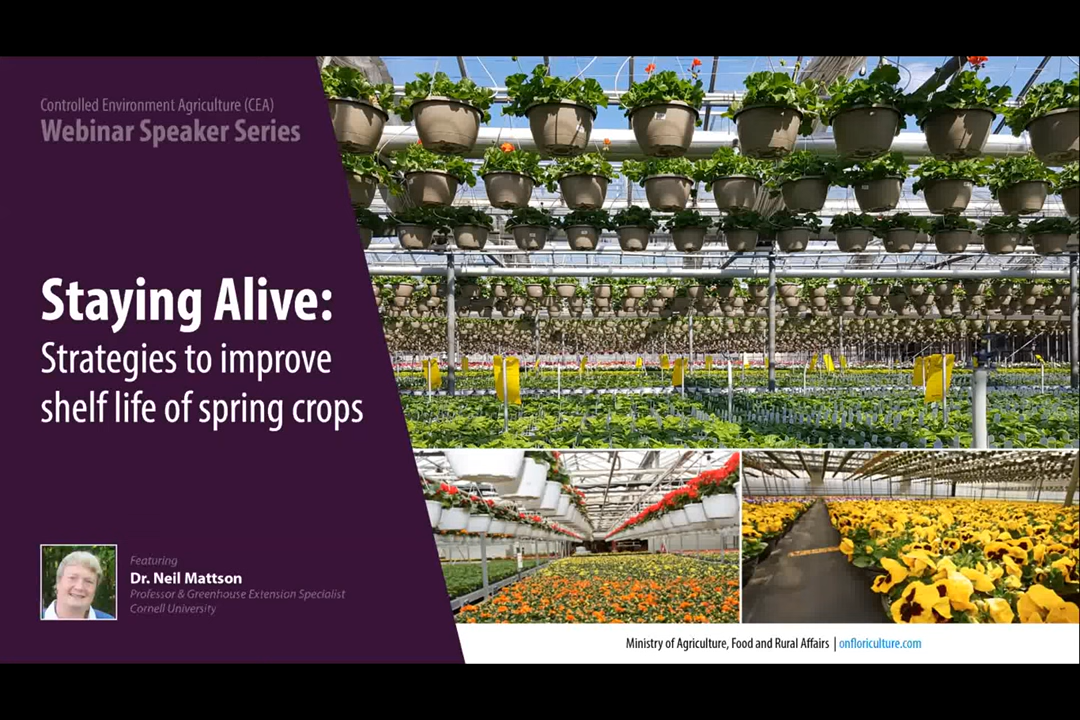 Controlled Environment Agriculture (CEA)
Webinar Speaker Series
Staying Alive:
Strategies to improve
shelf life of spring crops
Featuring
Dr. Neil Mattson
Professor & Greenhouse Extension Specialist
Cornell University
Ministry of Agriculture, Food and Rural Affairs | onfloriculture.com